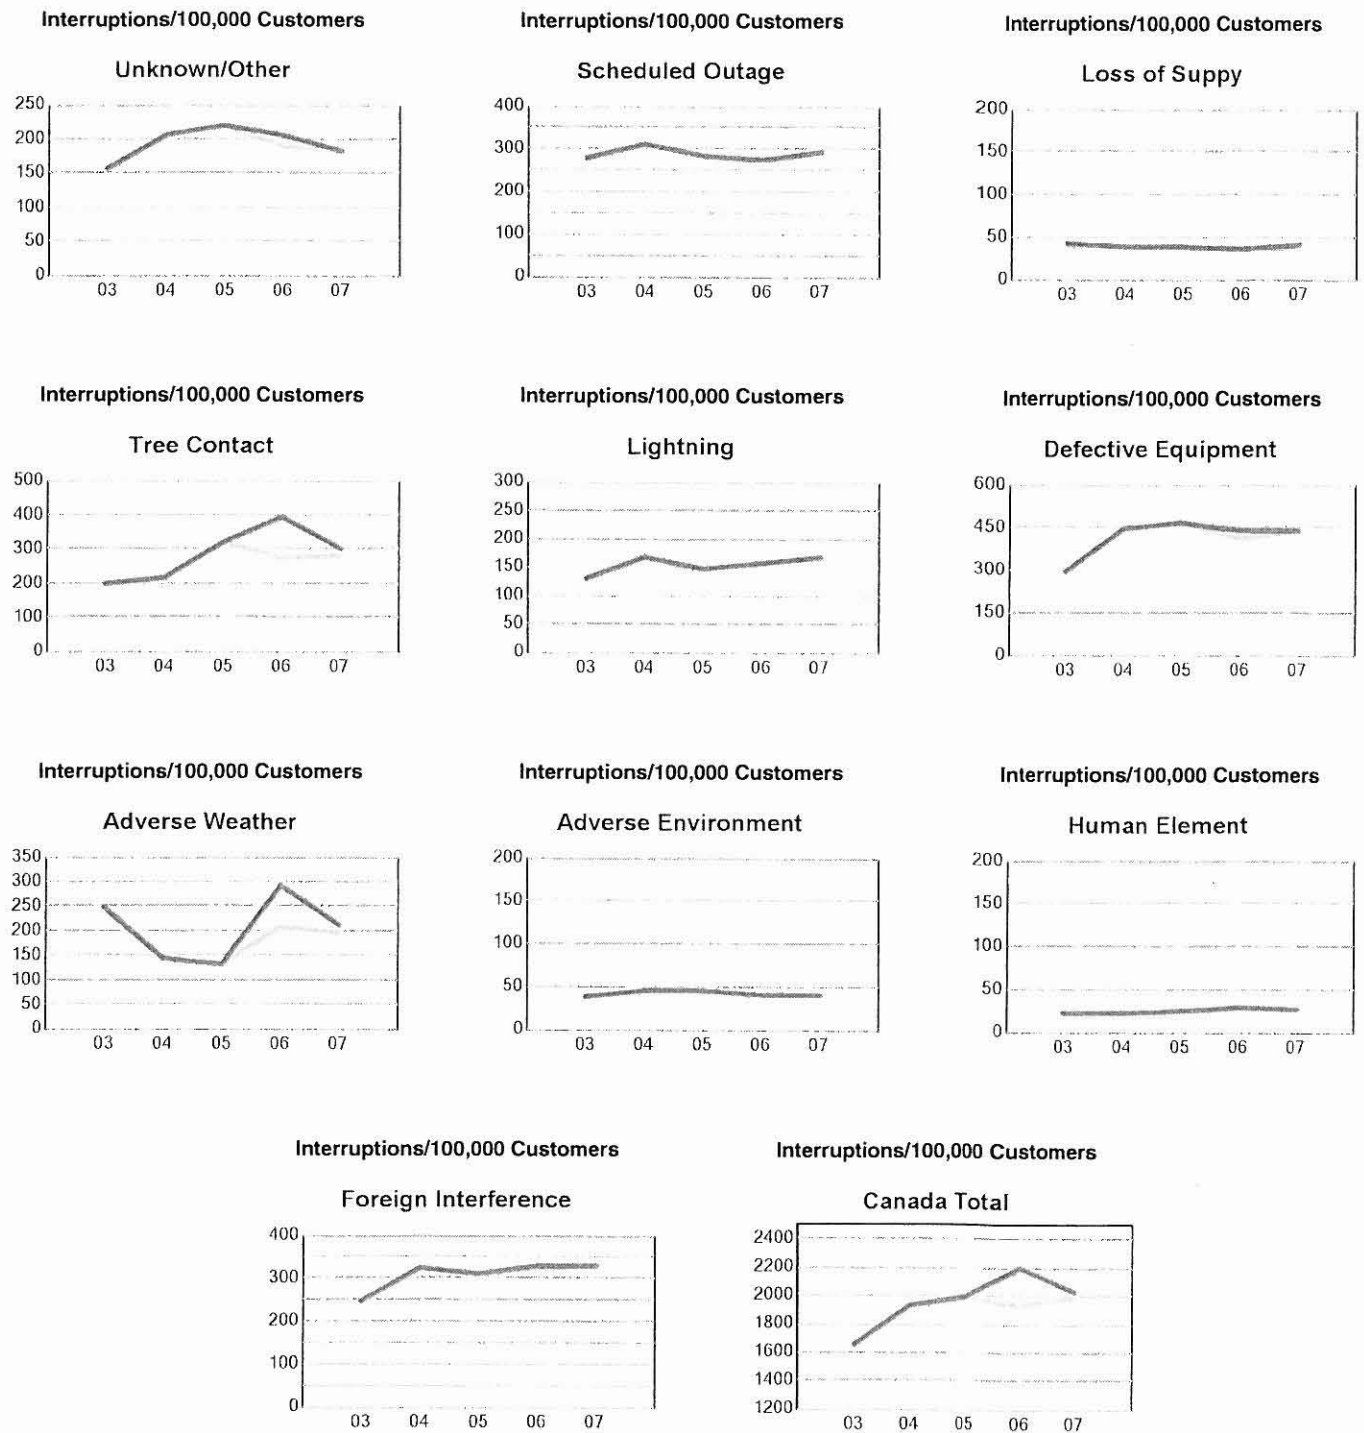 Interruptions/100,000 Customers
Unknown/Other
250
200
150
100
50
0
03 04 05 06 07
Interruptions/100,000 Customers
Scheduled Outage
400
300
200
100
0
03 04 05 06 07
Interruptions/100,000 Customers
Loss of Suppy
200
150
100
50
0
03 04 05 06 07
Interruptions/100,000 Customers
Tree Contact
500
400
300
200
100
0
03 04 05 06 07
Interruptions/100,000 Customers
Lightning
300
250
200
150
100
50
0
03 04 05 06 07
Interruptions/100,000 Customers
Defective Equipment
600
450
300
150
0
03 04 05 06 07
Interruptions/100,000 Customers
Adverse Weather
350
300
250
200
150
100
50
0
03 04 05 06 07
Interruptions/100,000 Customers
Adverse Environment
200
150
100
50
0
03 04 05 06 07
Interruptions/100,000 Customers
Human Element
200
150
100
50
0
03 04 05 06 07
Interruptions/100,000 Customers
Foreign Interference
400
300
200
100
0
03 04 05 06 07
Interruptions/100,000 Customers
Canada Total
2400
2200
2000
1800
1600
1400
1200
03 04 05 06 07